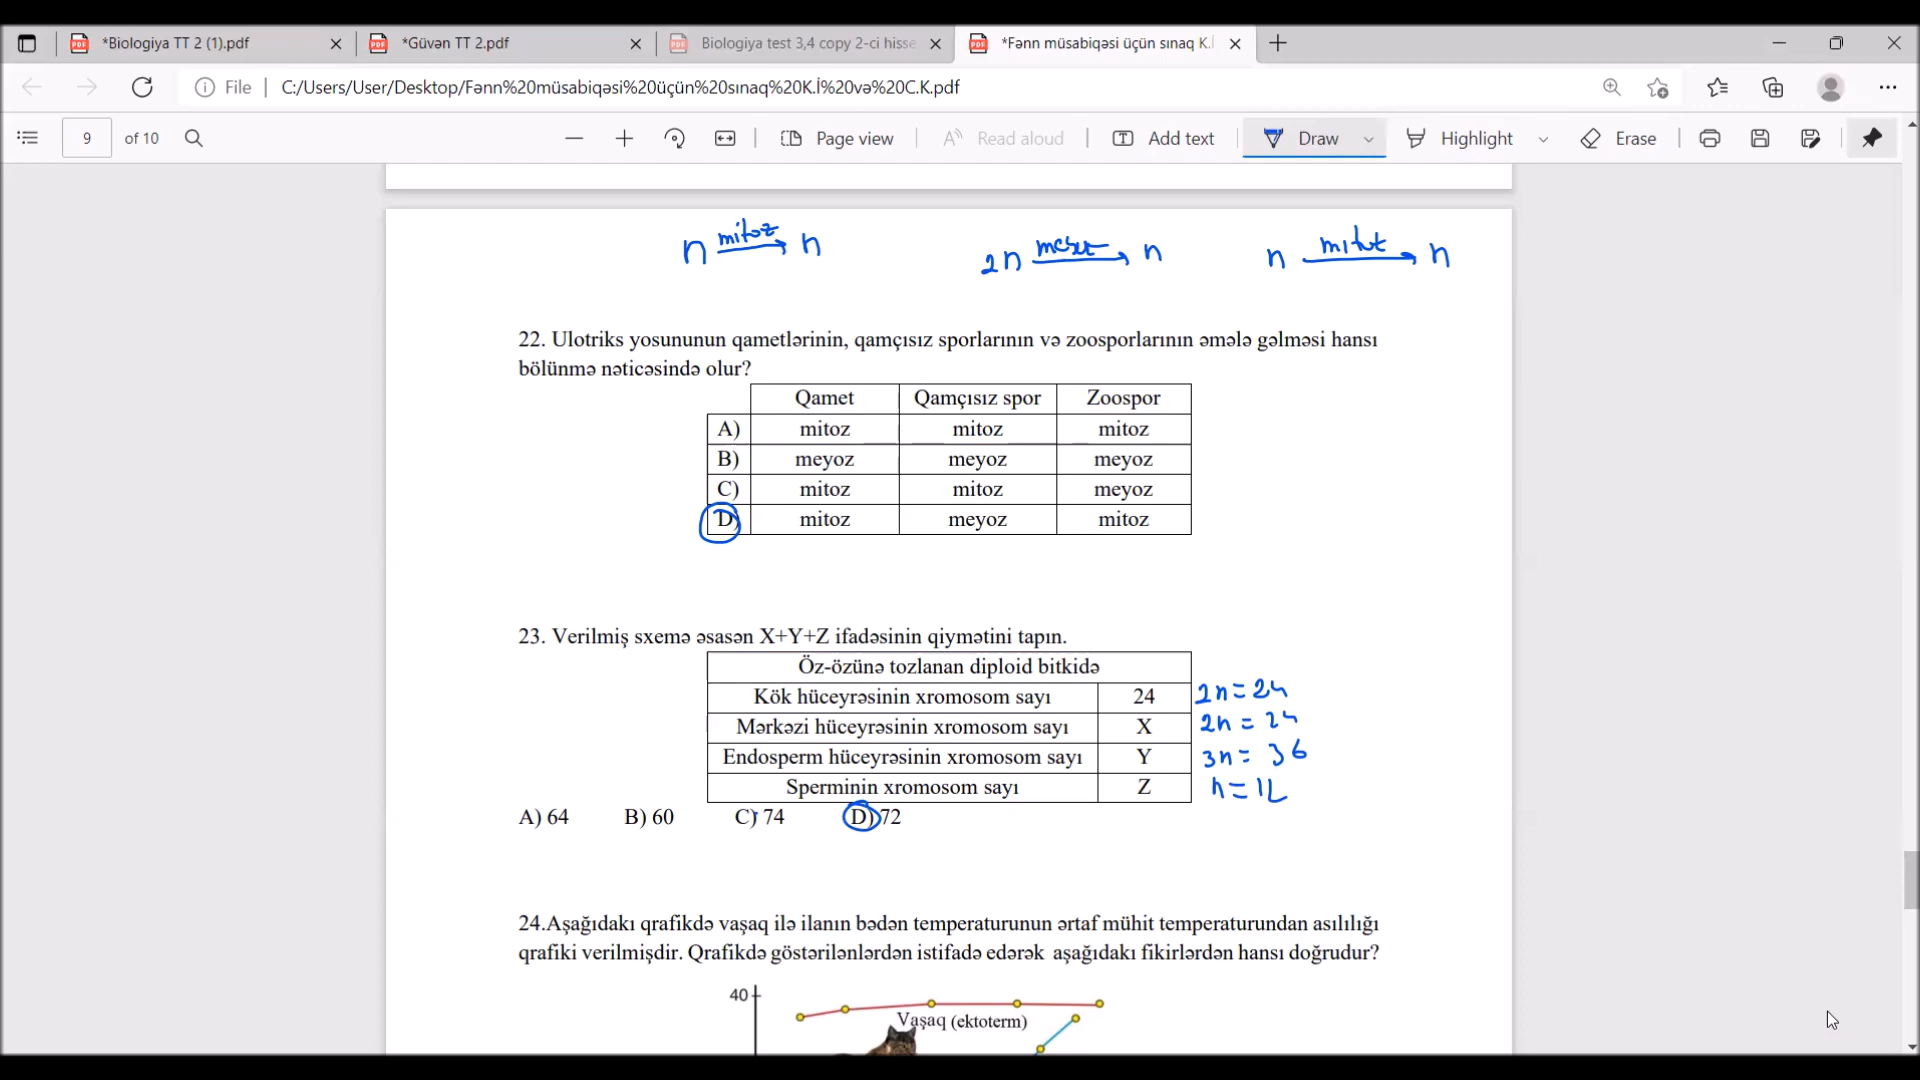 *Biologiya TT 2 (1).pdf
*Güvən TT 2.pdf
Biologiya test 3,4 copy 2-ci hisse
*Fənn müsabiqəsi üçün sınaq K.İ
File
C:/Users/User/Desktop/Fənn%20müsabiqəsi%20üçün%20sınaq%20K.İ%20və%20C.K.pdf
9 of 10
Page view
Read aloud
Add text
Draw
Highlight
Erase
n mitoz n
2n n
n n
22. Ulotriks yosununun qametlərinin, qamçısız sporlarının və zoosporlarının əmələ gəlməsi hansı
bölünmə nəticəsində olur?
Qamet Qamçısız spor Zoospor
A) mitoz mitoz mitoz
B) meyoz meyoz meyoz
C) mitoz mitoz meyoz
D) mitoz meyoz mitoz
23. Verilmiş sxemə əsasən X+Y+Z ifadəsinin qiymətini tapın.
Öz-özünə tozlanan diploid bitkidə
Kök hüceyrəsinin xromosom sayı 24 2n = 24
Mərkəzi hüceyrəsinin xromosom sayı X 2n = 24
Endosperm hüceyrəsinin xromosom sayı Y 3n = 36
Sperminin xromosom sayı Z n = 12
A) 64 B) 60 C) 74 D) 72
24.Aşağıdakı qrafikdə vaşaq ilə ilanın bədən temperaturunun ərtaf mühit temperaturundan asılılığı
qrafiki verilmişdir. Qrafikdə göstərilənlərdən istifadə edərək aşağıdakı fikirlərdən hansı doğrudur?
40
Vaşaq (ektoterm)